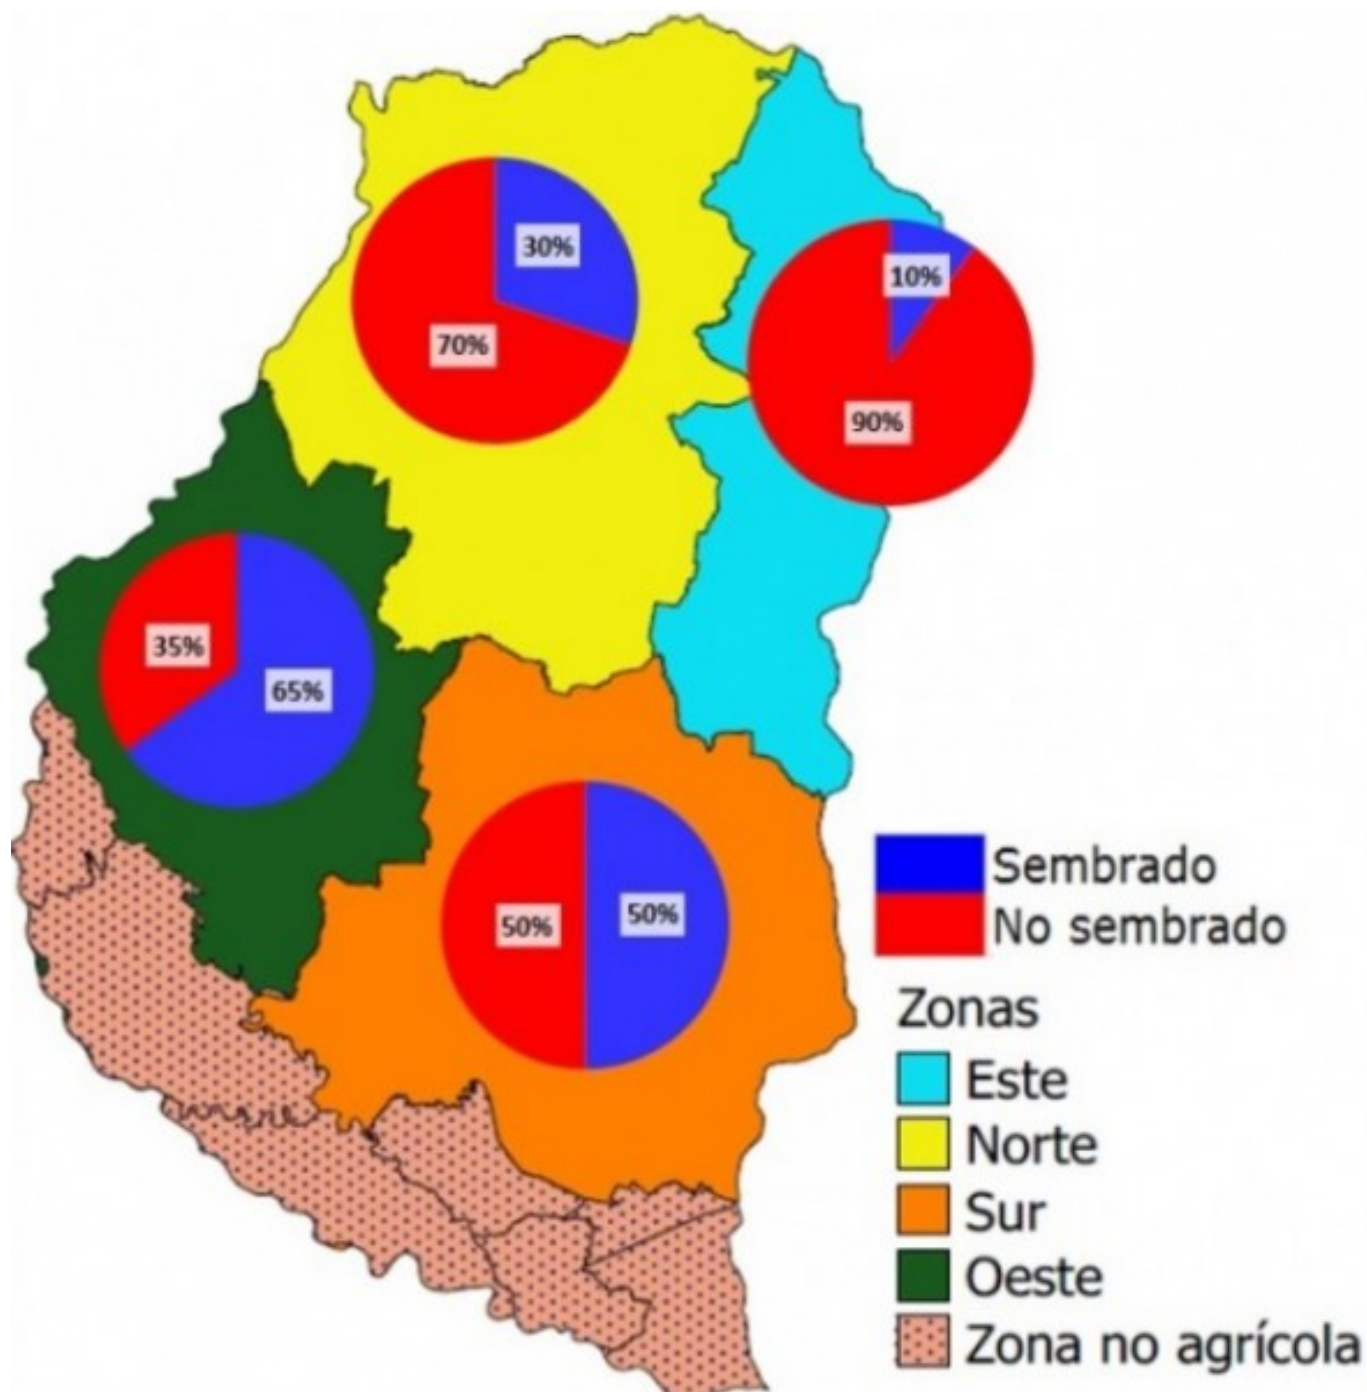 30%
70%
10%
90%
35%
65%
50%
50%
Sembrado
No sembrado
Zonas
Este
Norte
Sur
Oeste
Zona no agrícola